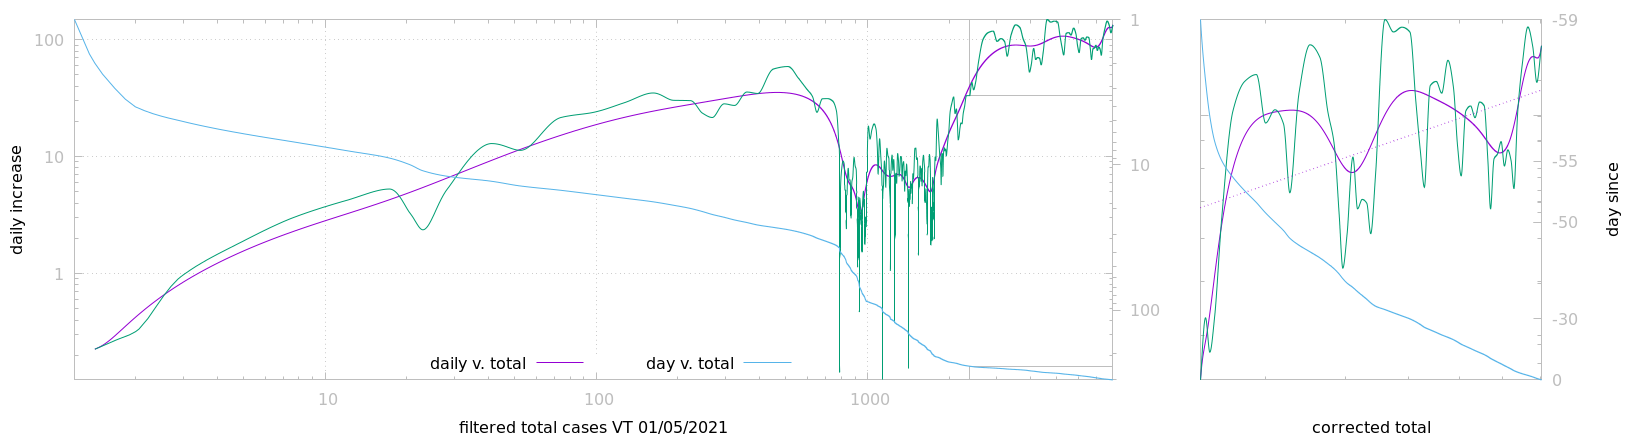 100
10
1
daily increase
1
10
100
daily v. total
day v. total
10
100
1000
filtered total cases VT 01/05/2021
-59
-55
-50
-30
0
day since
corrected total